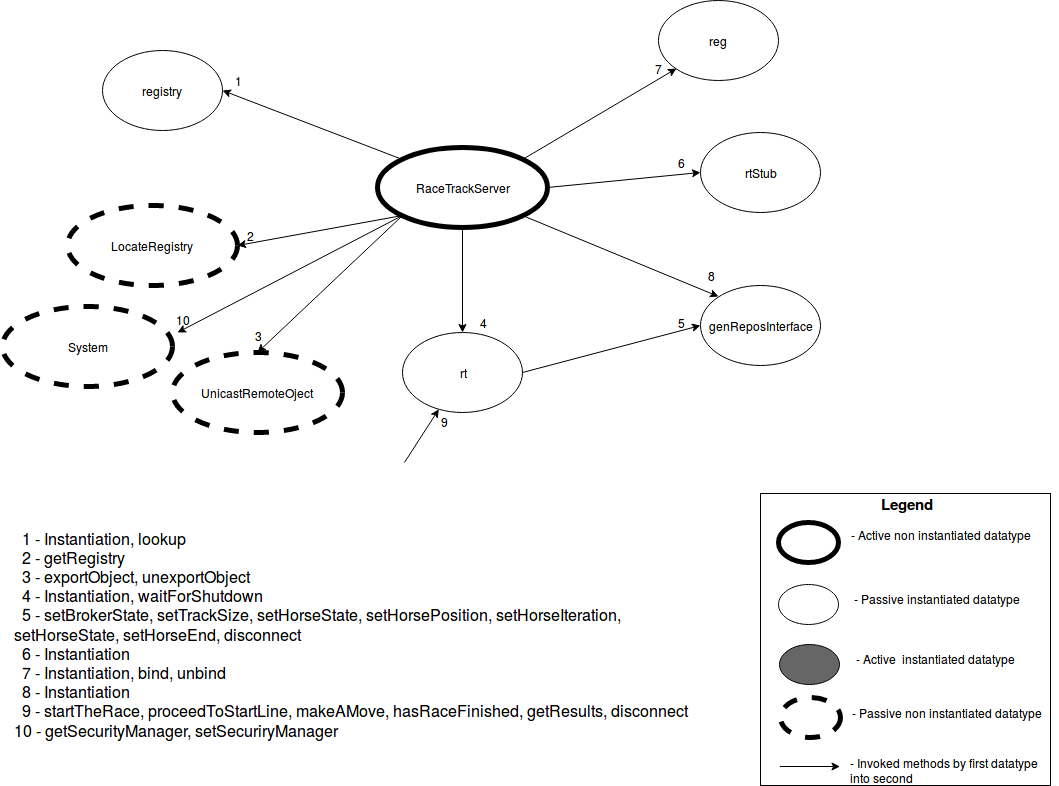 reg
7
registry
1
RaceTrackServer
6
rtStub
LocateRegistry
2
8
System
10
3
4
5
genReposInterface
UnicastRemoteOject
rt
9
Legend
- Active non instantiated datatype
- Passive instantiated datatype
- Active instantiated datatype
- Passive non instantiated datatype
- Invoked methods by first datatype
into second
1 - Instantiation, lookup
2 - getRegistry
3 - exportObject, unexportObject
4 - Instantiation, waitForShutdown
5 - setBrokerState, setTrackSize, setHorseState, setHorsePosition, setHorseIteration,
setHorseState, setHorseEnd, disconnect
6 - Instantiation
7 - Instantiation, bind, unbind
8 - Instantiation
9 - startTheRace, proceedToStartLine, makeAMove, hasRaceFinished, getResults, disconnect
10 - getSecurityManager, setSecuriryManager